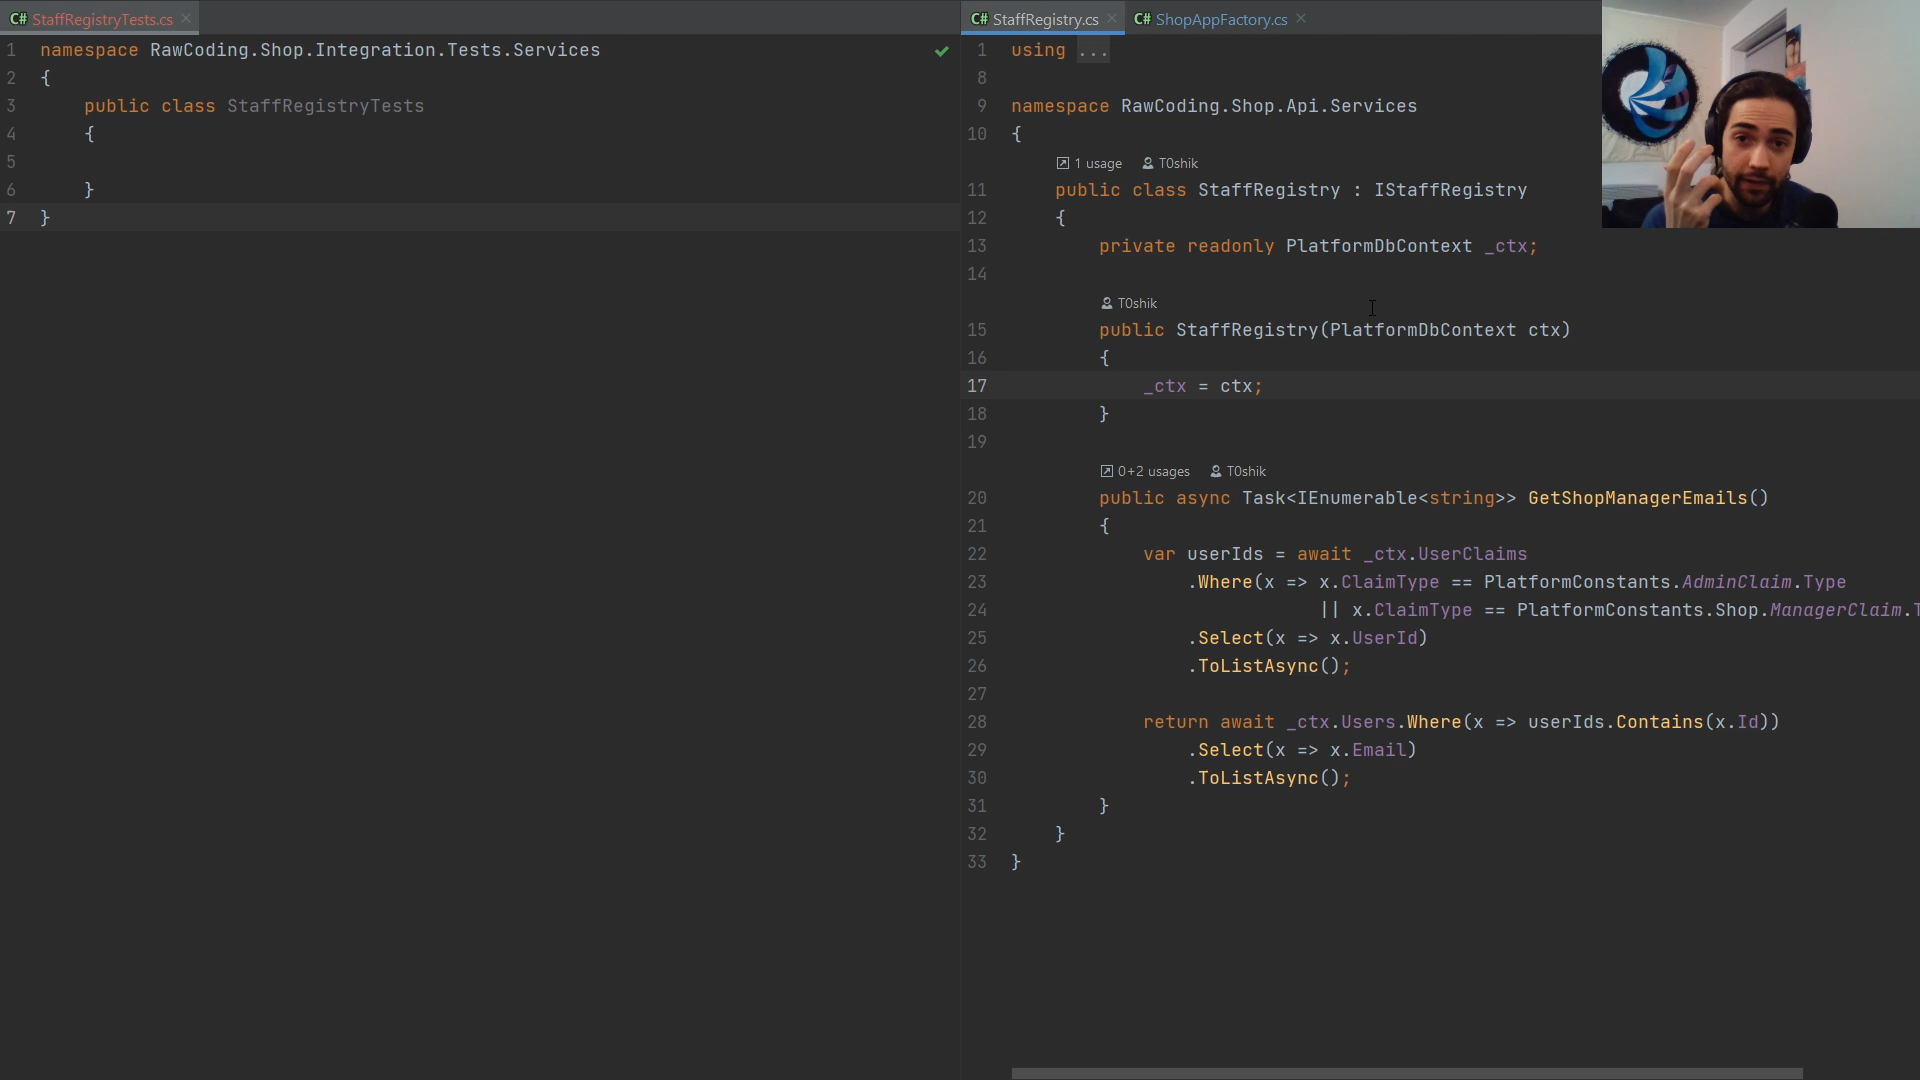 C# StaffRegistryTests.cs
1 namespace RawCoding.Shop.Integration.Tests.Services
2 {
3 public class StaffRegistryTests
4 {
5
6 }
7 }
C# StaffRegistry.cs C# ShopAppFactory.cs
1 using ...
8
9 namespace RawCoding.Shop.Api.Services
10 {
1 usage T0shik
11 public class StaffRegistry : IStaffRegistry
12 {
13 private readonly PlatformDbContext _ctx;
14
T0shik
15 public StaffRegistry(PlatformDbContext ctx)
16 {
17 _ctx = ctx;
18 }
19
0+2 usages T0shik
20 public async Task<IEnumerable<string>> GetShopManagerEmails()
21 {
22 var userIds = await _ctx.UserClaims
23 .Where(x => x.ClaimType == PlatformConstants.AdminClaim.Type
24 || x.ClaimType == PlatformConstants.Shop.ManagerClaim.
25 .Select(x => x.UserId)
26 .ToListAsync();
27
28 return await _ctx.Users.Where(x => userIds.Contains(x.Id))
29 .Select(x => x.Email)
30 .ToListAsync();
31 }
32 }
33 }